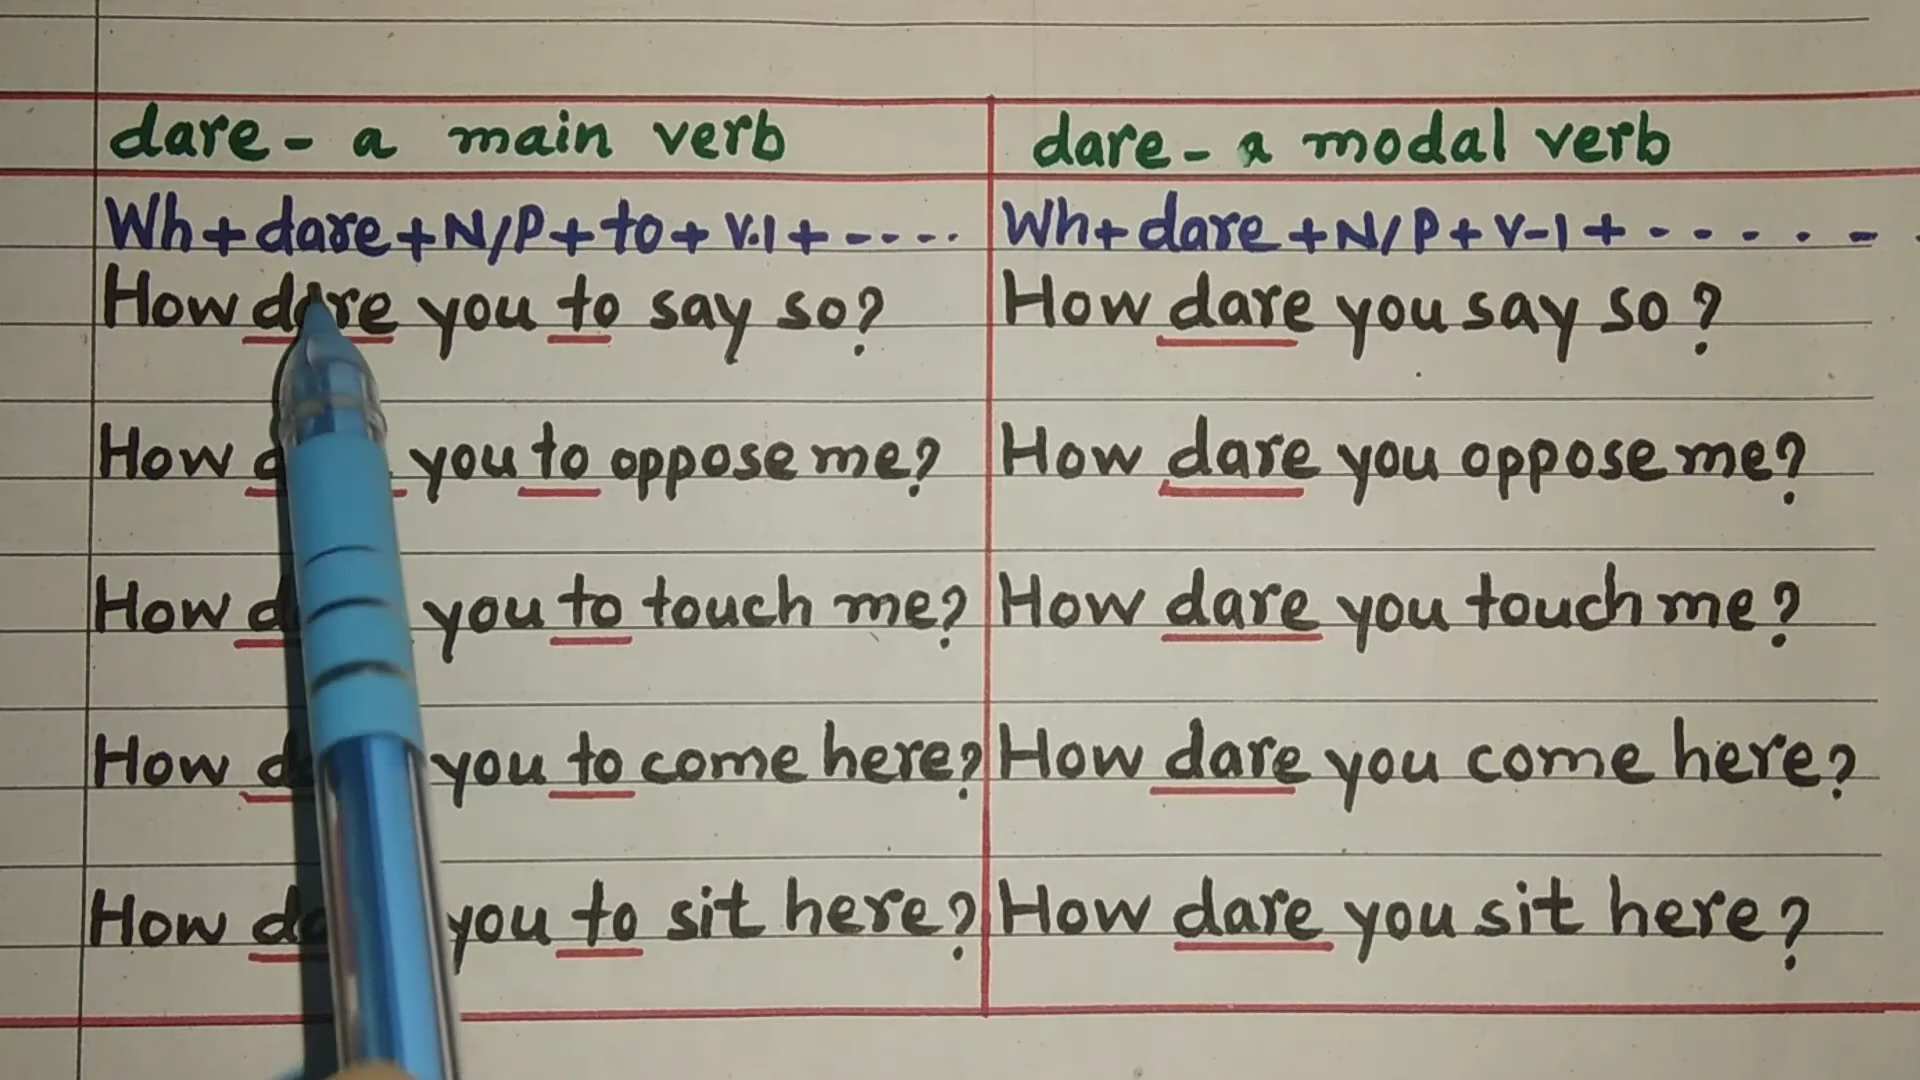 dare - a main verb
dare - a modal verb
Wh + dare + N/P + to + V.1 + ----
Wh + dare + N/P + V-1 + ------
How dare you to say so?
How dare you say so?
How you to oppose me?
How dare you oppose me?
How you to touch me?
How dare you touch me?
How you to come here?
How dare you come here?
How you to sit here?
How dare you sit here?